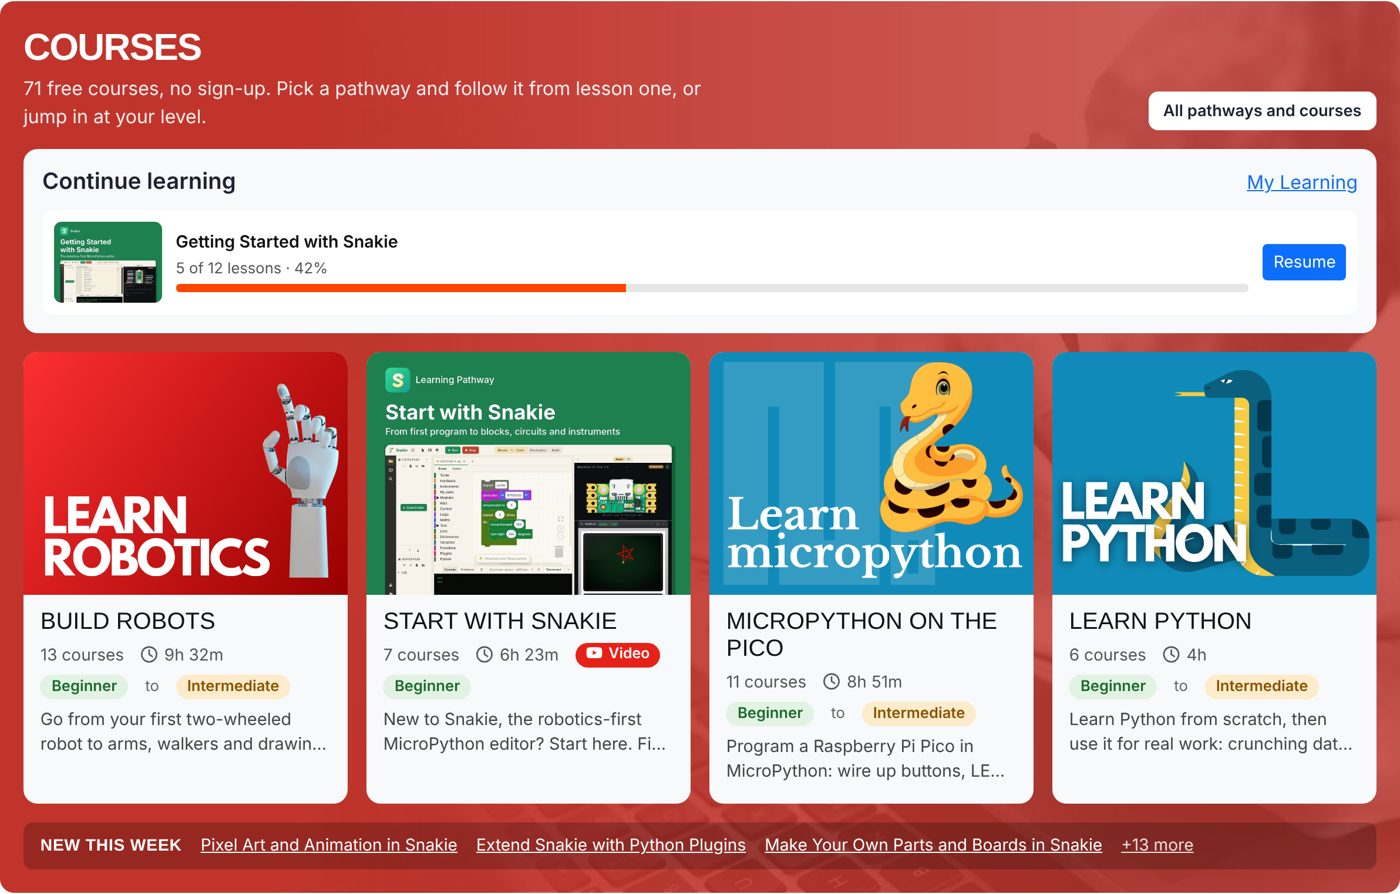 COURSES
71 free courses, no sign-up. Pick a pathway and follow it from lesson one, or
jump in at your level.
All pathways and courses
Continue learning
My Learning
Getting Started
with Snakie
Getting Started with Snakie
5 of 12 lessons · 42%
Resume
LEARN
ROBOTICS
BUILD ROBOTS
13 courses 9h 32m
Beginner to Intermediate
Go from your first two-wheeled
robot to arms, walkers and drawin...
S Learning Pathway
Start with Snakie
From first program to blocks, circuits and instruments
START WITH SNAKIE
7 courses 6h 23m Video
Beginner
New to Snakie, the robotics-first
MicroPython editor? Start here. Fi...
Learn
micropython
MICROPYTHON ON THE
PICO
11 courses 8h 51m
Beginner to Intermediate
Program a Raspberry Pi Pico in
MicroPython: wire up buttons, LE...
LEARN
PYTHON
LEARN PYTHON
6 courses 4h
Beginner to Intermediate
Learn Python from scratch, then
use it for real work: crunching dat...
NEW THIS WEEK Pixel Art and Animation in Snakie Extend Snakie with Python Plugins Make Your Own Parts and Boards in Snakie +13 more